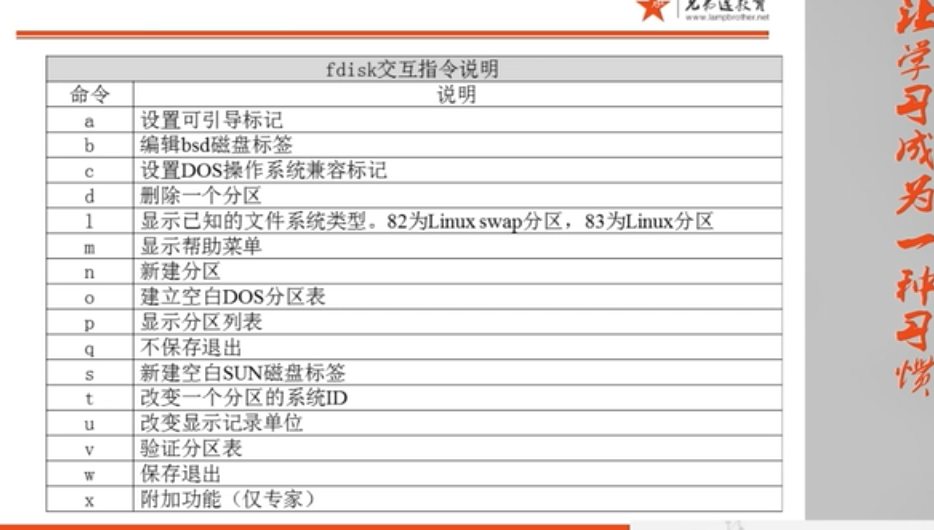 兄弟连教育
www.lampbrother.net
fdisk交互指令说明
命令 说明
a 设置可引导标记
b 编辑bsd磁盘标签
c 设置DOS操作系统兼容标记
d 删除一个分区
l 显示已知的文件系统类型。82为Linux swap分区，83为Linux分区
m 显示帮助菜单
n 新建分区
o 建立空白DOS分区表
p 显示分区列表
q 不保存退出
s 新建空白SUN磁盘标签
t 改变一个分区的系统ID
u 改变显示记录单位
v 验证分区表
w 保存退出
x 附加功能（仅专家）
让学习成为一种习惯